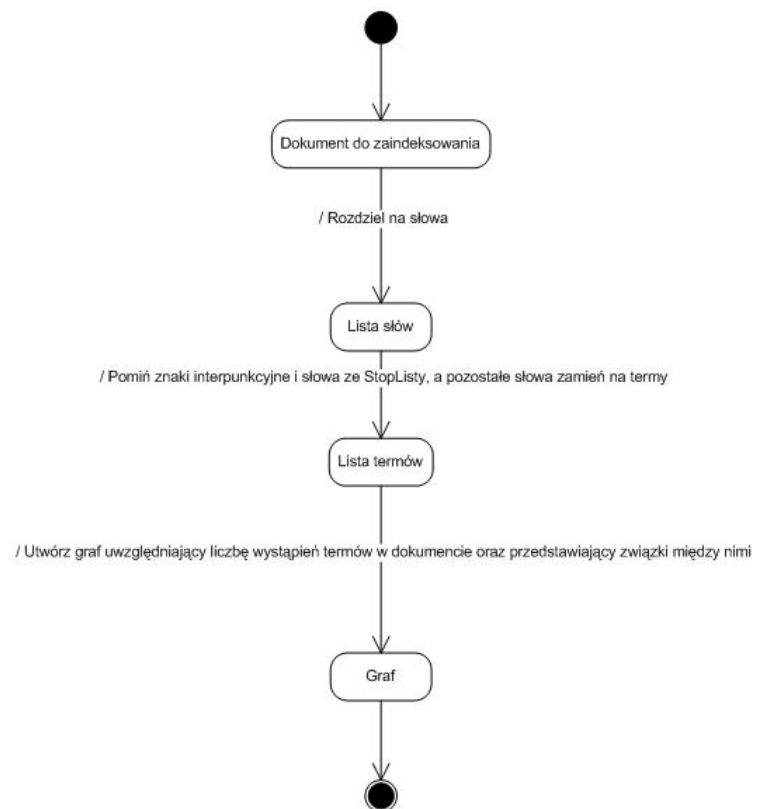 Dokument do zaindeksowania
/ Rozdziel na słowa
Lista słów
/ Pomiń znaki interpunkcyjne i słowa ze StopListy, a pozostałe słowa zamień na termy
Lista termów
/ Utwórz graf uwzględniający liczbę wystąpień termów w dokumencie oraz przedstawiający związki między nimi
Graf